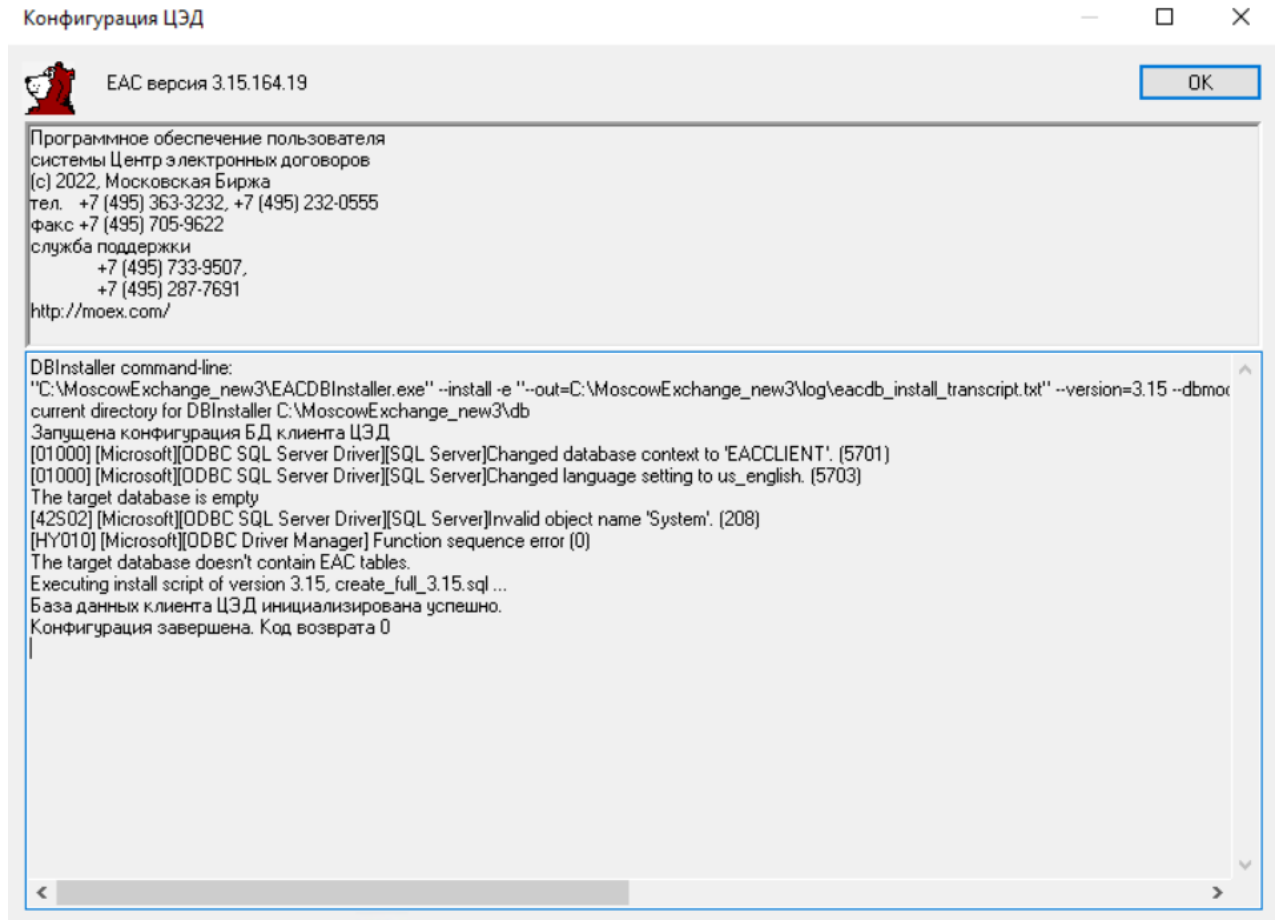 Конфигурация ЦЭД
ЕАС версия 3.15.164.19
OK
Программное обеспечение пользователя
системы Центр электронных договоров
(c) 2022, Московская Биржа
тел. +7 (495) 363-3232, +7 (495) 232-0555
факс +7 (495) 705-9622
служба поддержки
+7 (495) 733-9507,
+7 (495) 287-7691
http://moex.com/
DBInstaller command-line:
"C:\MoscowExchange_new3\EACDBInstaller.exe" --install -e "--out=C:\MoscowExchange_new3\log\eacdb_install_transcript.txt" --version=3.15 --dbmo
current directory for DBInstaller C:\MoscowExchange_new3\db
Запущена конфигурация БД клиента ЦЭД
[01000] [Microsoft][ODBC SQL Server Driver][SQL Server]Changed database context to 'EACCLIENT'. (5701)
[01000] [Microsoft][ODBC SQL Server Driver][SQL Server]Changed language setting to us_english. (5703)
The target database is empty
[42S02] [Microsoft][ODBC SQL Server Driver][SQL Server]Invalid object name 'System'. (208)
[HY010] [Microsoft][ODBC Driver Manager] Function sequence error (0)
The target database doesn't contain EAC tables.
Executing install script of version 3.15, create_full_3.15.sql ...
База данных клиента ЦЭД инициализирована успешно.
Конфигурация завершена. Код возврата 0